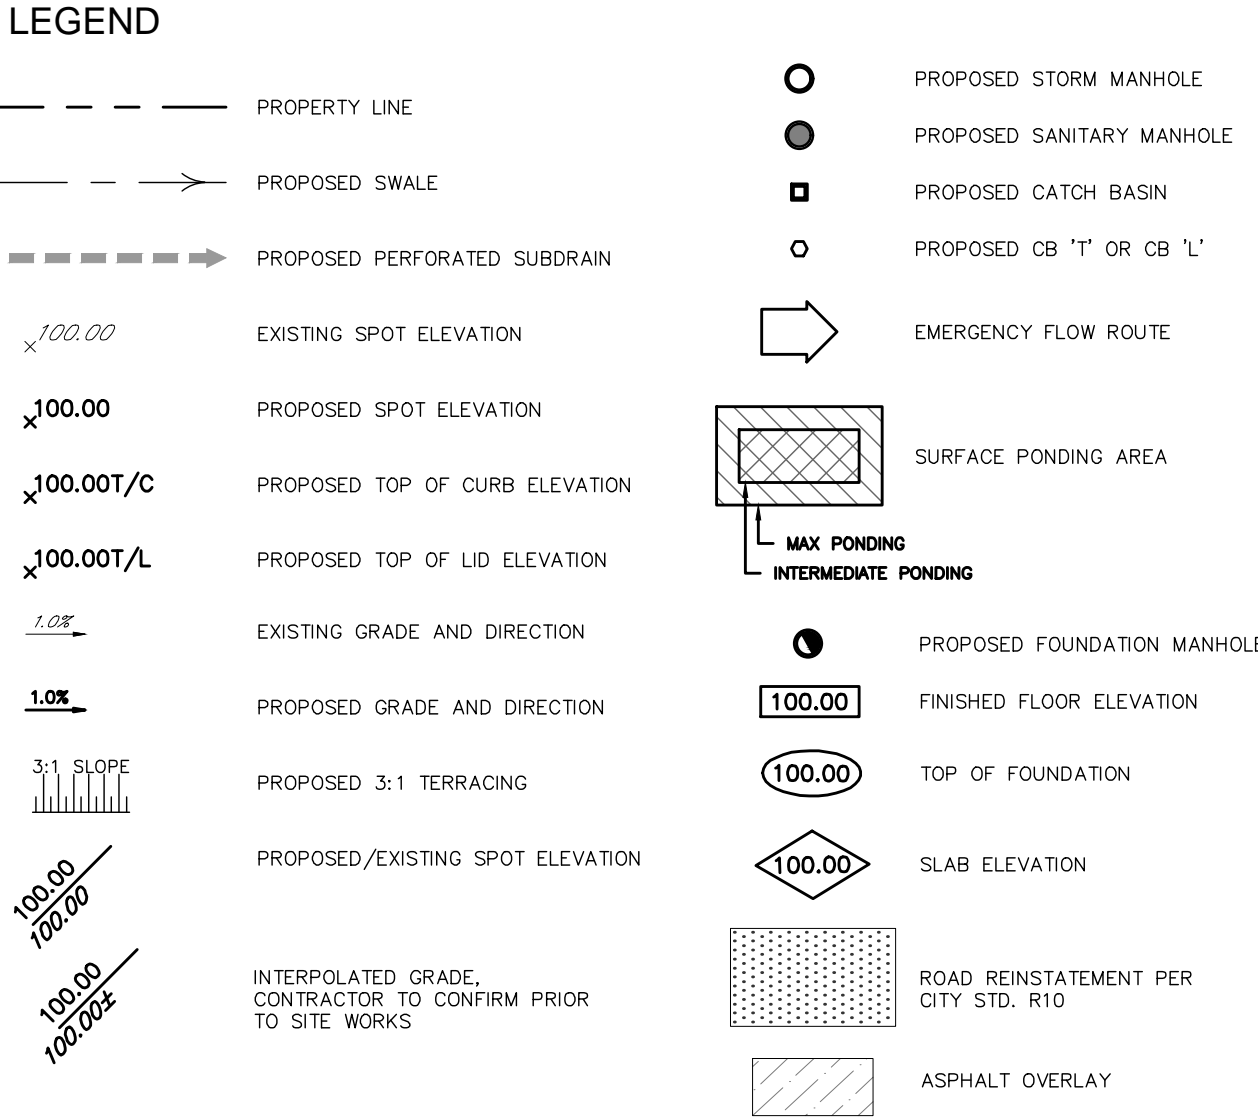 LEGEND
PROPERTY LINE
PROPOSED SWALE
PROPOSED PERFORATED SUBDRAIN
100.00
EXISTING SPOT ELEVATION
100.00
PROPOSED SPOT ELEVATION
100.00T/C
PROPOSED TOP OF CURB ELEVATION
100.00T/L
PROPOSED TOP OF LID ELEVATION
1.0%
EXISTING GRADE AND DIRECTION
1.0%
PROPOSED GRADE AND DIRECTION
3:1 SLOPE
PROPOSED 3:1 TERRACING
100.00
100.00
PROPOSED/EXISTING SPOT ELEVATION
100.00
100.00±
INTERPOLATED GRADE,
CONTRACTOR TO CONFIRM PRIOR
TO SITE WORKS
PROPOSED STORM MANHOLE
PROPOSED SANITARY MANHOLE
PROPOSED CATCH BASIN
PROPOSED CB 'T' OR CB 'L'
EMERGENCY FLOW ROUTE
SURFACE PONDING AREA
MAX PONDING
INTERMEDIATE PONDING
PROPOSED FOUNDATION MANHOLE
100.00
FINISHED FLOOR ELEVATION
100.00
TOP OF FOUNDATION
100.00
SLAB ELEVATION
ROAD REINSTATEMENT PER
CITY STD. R10
ASPHALT OVERLAY